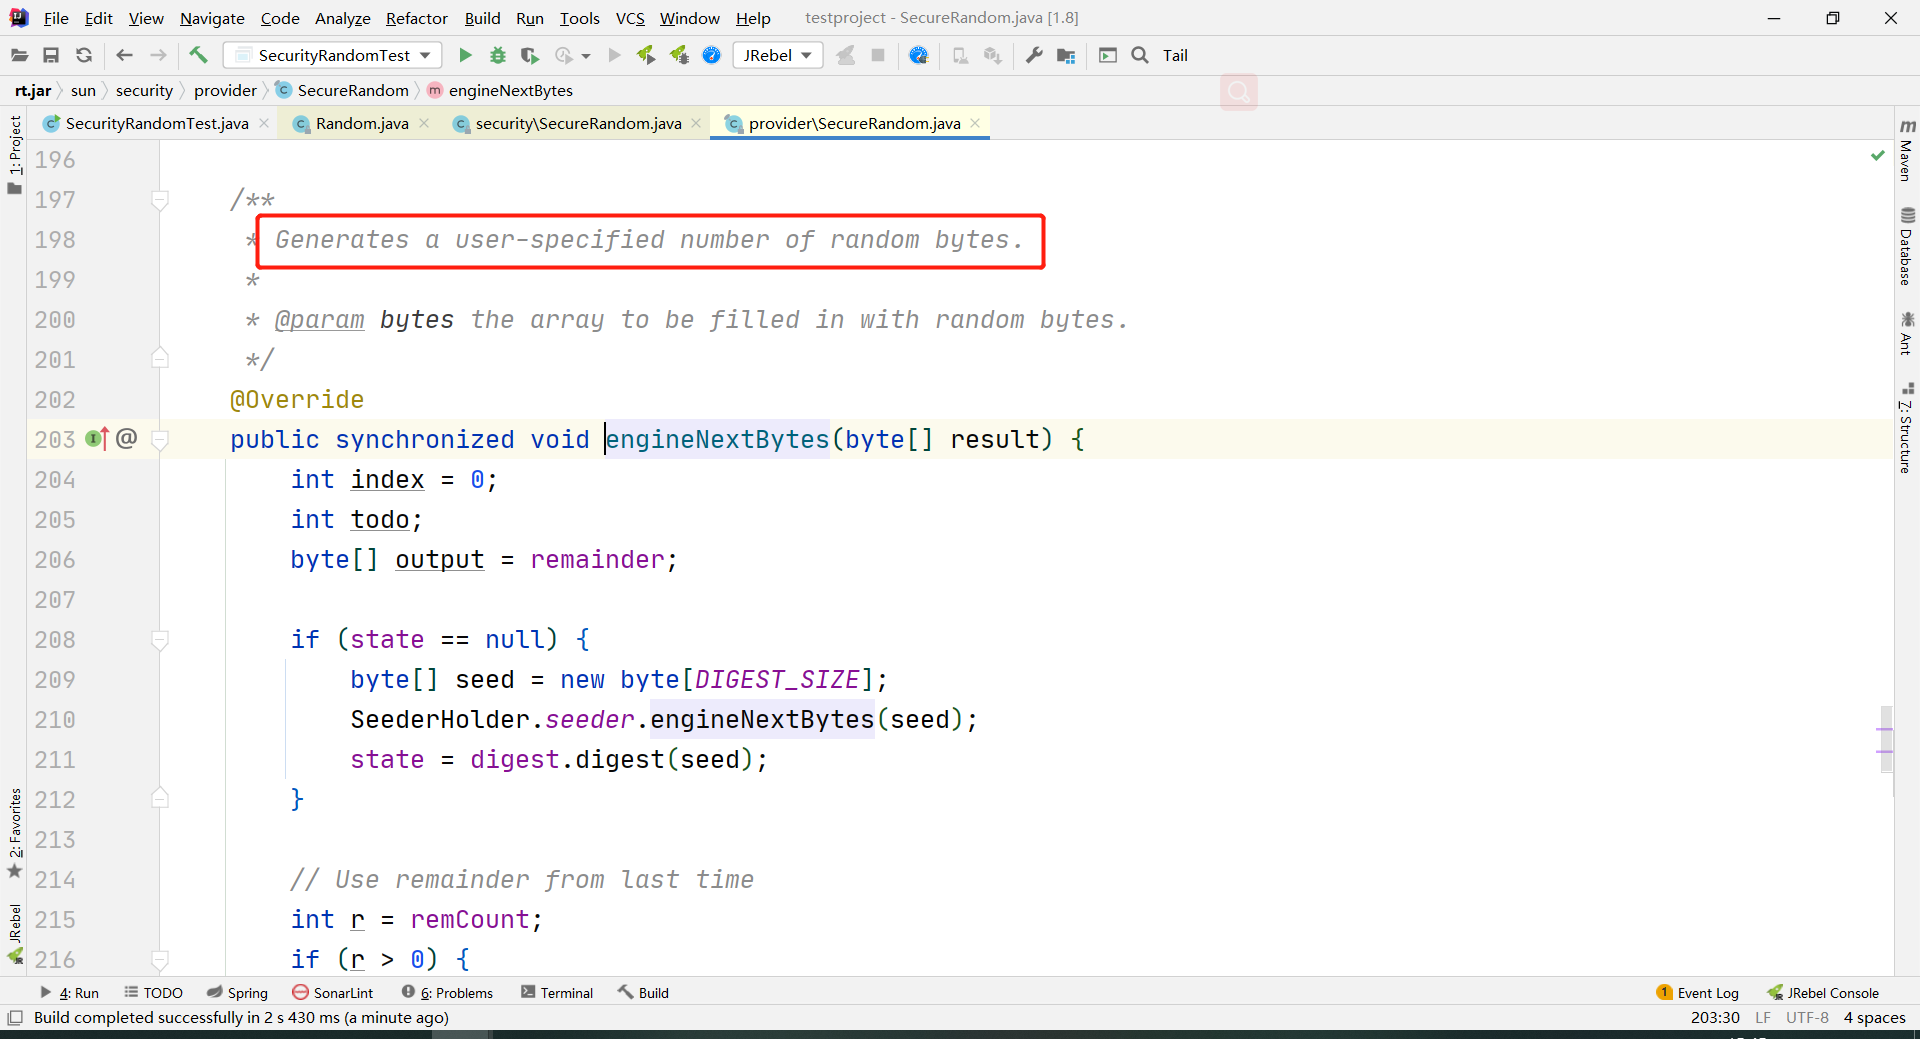 File Edit View Navigate Code Analyze Refactor Build Run Tools VCS Window Help testproject - SecureRandom.java [1.8]
SecurityRandomTest JRebel Tail
rt.jar sun security provider SecureRandom engineNextBytes
SecurityRandomTest.java Random.java security\SecureRandom.java provider\SecureRandom.java
1: Project
2: Favorites
JRebel
196
197 /**
198 * Generates a user-specified number of random bytes.
199 *
200 * @param bytes the array to be filled in with random bytes.
201 */
202 @Override
203 public synchronized void engineNextBytes(byte[] result) {
204 int index = 0;
205 int todo;
206 byte[] output = remainder;
207
208 if (state == null) {
209 byte[] seed = new byte[DIGEST_SIZE];
210 SeederHolder.seeder.engineNextBytes(seed);
211 state = digest.digest(seed);
212 }
213
214 // Use remainder from last time
215 int r = remCount;
216 if (r > 0) {
Maven
Database
Ant
7: Structure
4: Run TODO Spring SonarLint 6: Problems Terminal Build 1 Event Log JRebel Console
Build completed successfully in 2 s 430 ms (a minute ago) 203:30 LF UTF-8 4 spaces